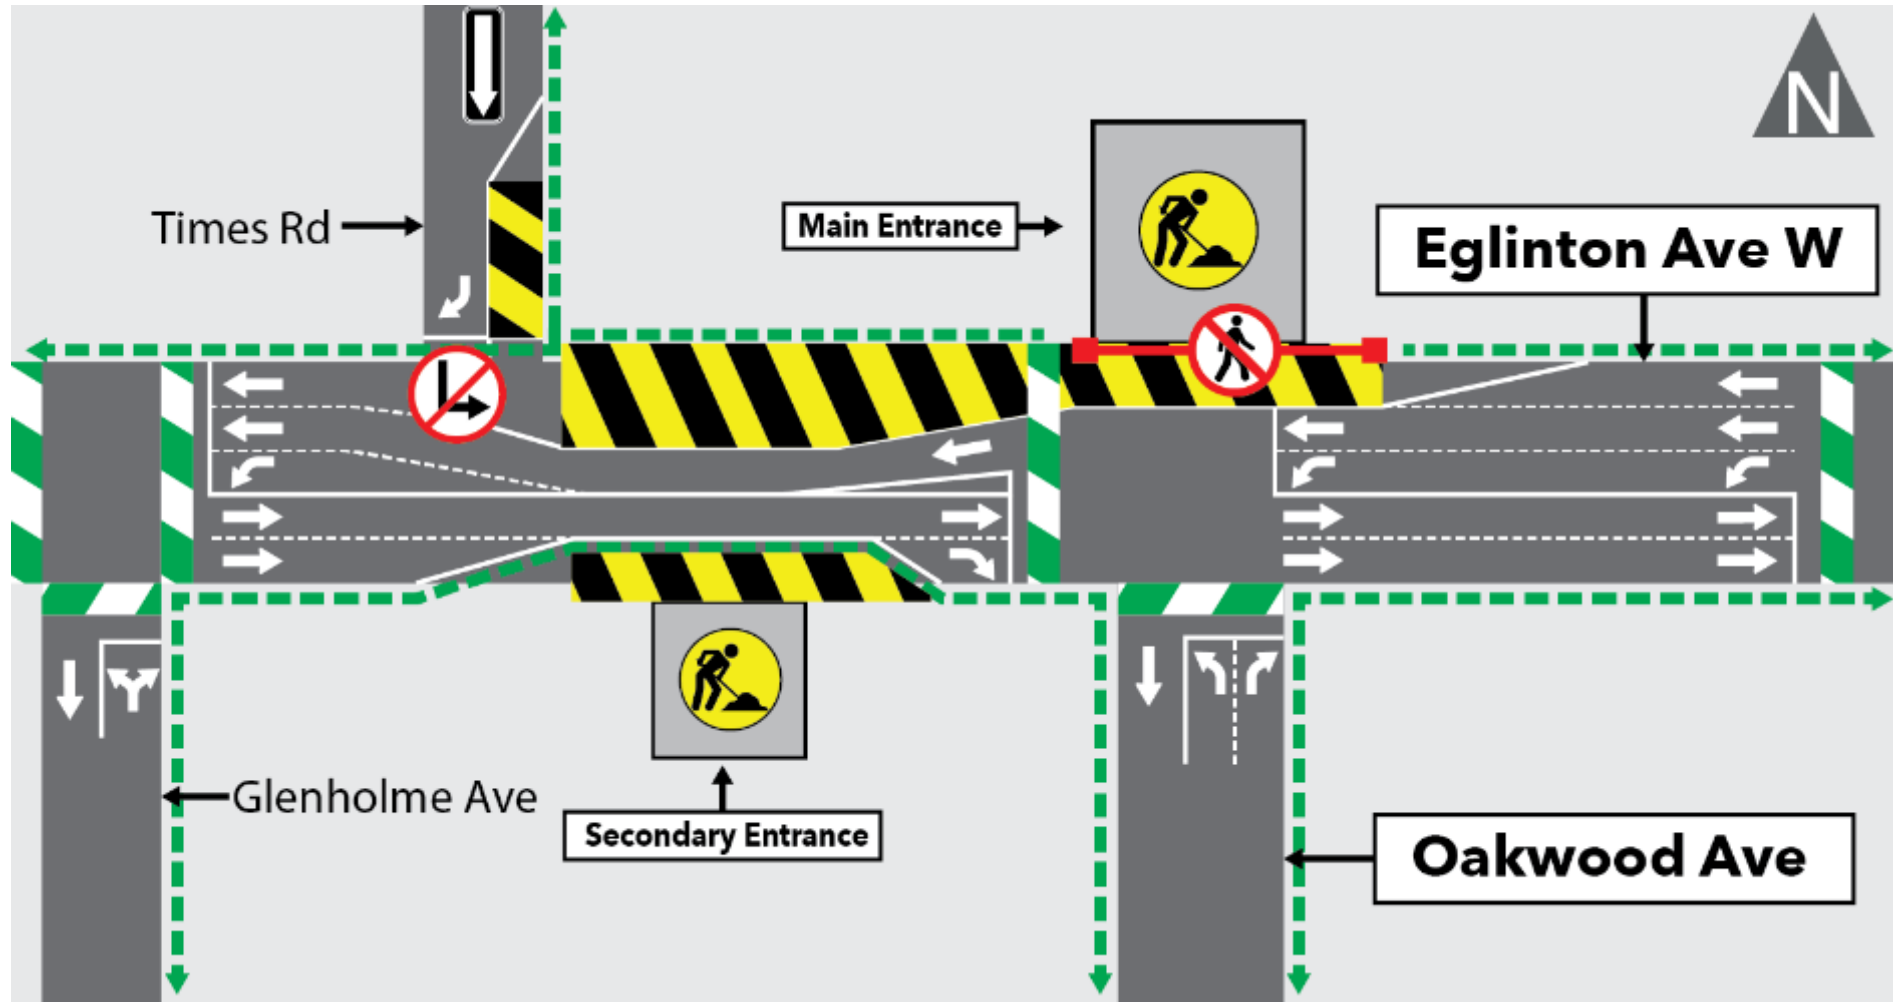 N
Times Rd
Main Entrance
Eglinton Ave W
Glenholme Ave
Secondary Entrance
Oakwood Ave